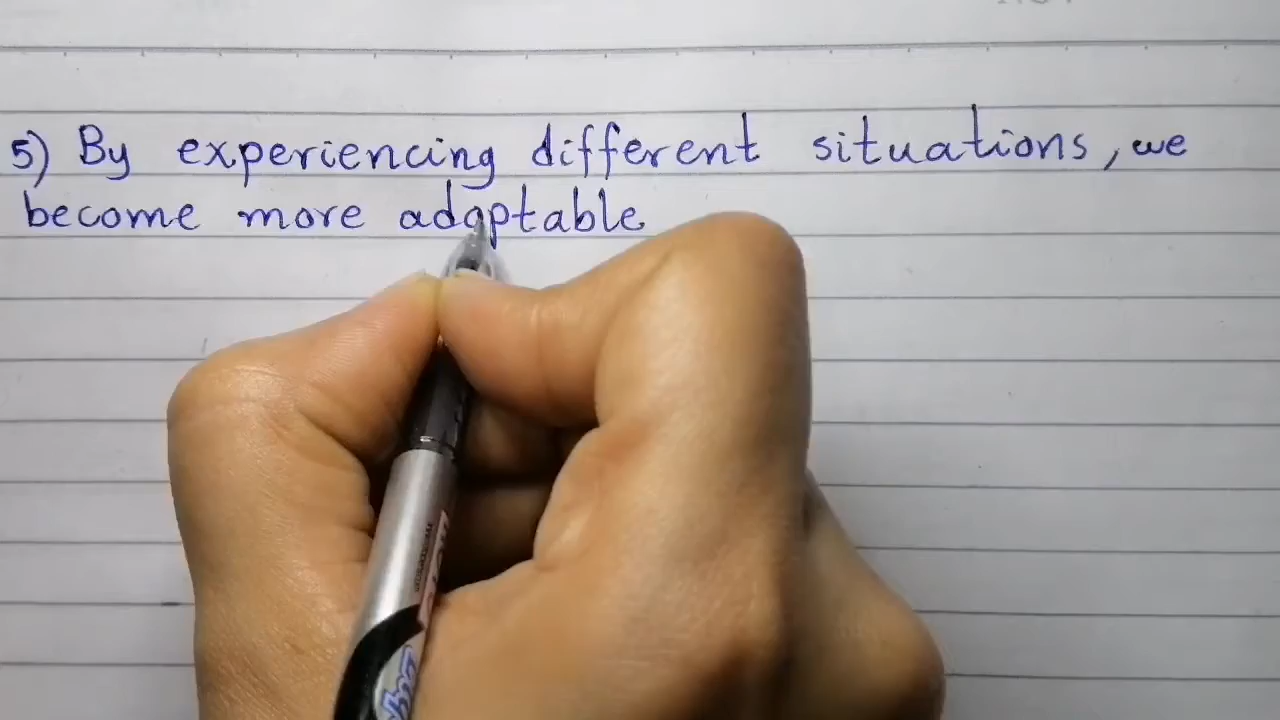 5) By experiencing different situations, we
become more adaptable